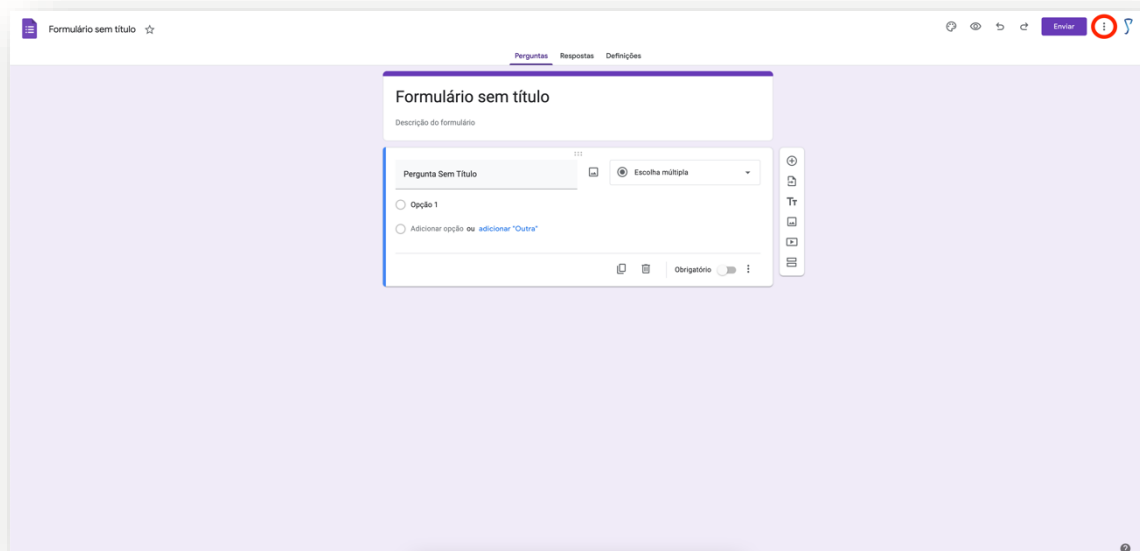 Formulário sem título
Enviar
Perguntas Respostas Definições
Formulário sem título
Descrição do formulário
Pergunta Sem Título
Escolha múltipla
Opção 1
Adicionar opção ou adicionar "Outra"
Obrigatório